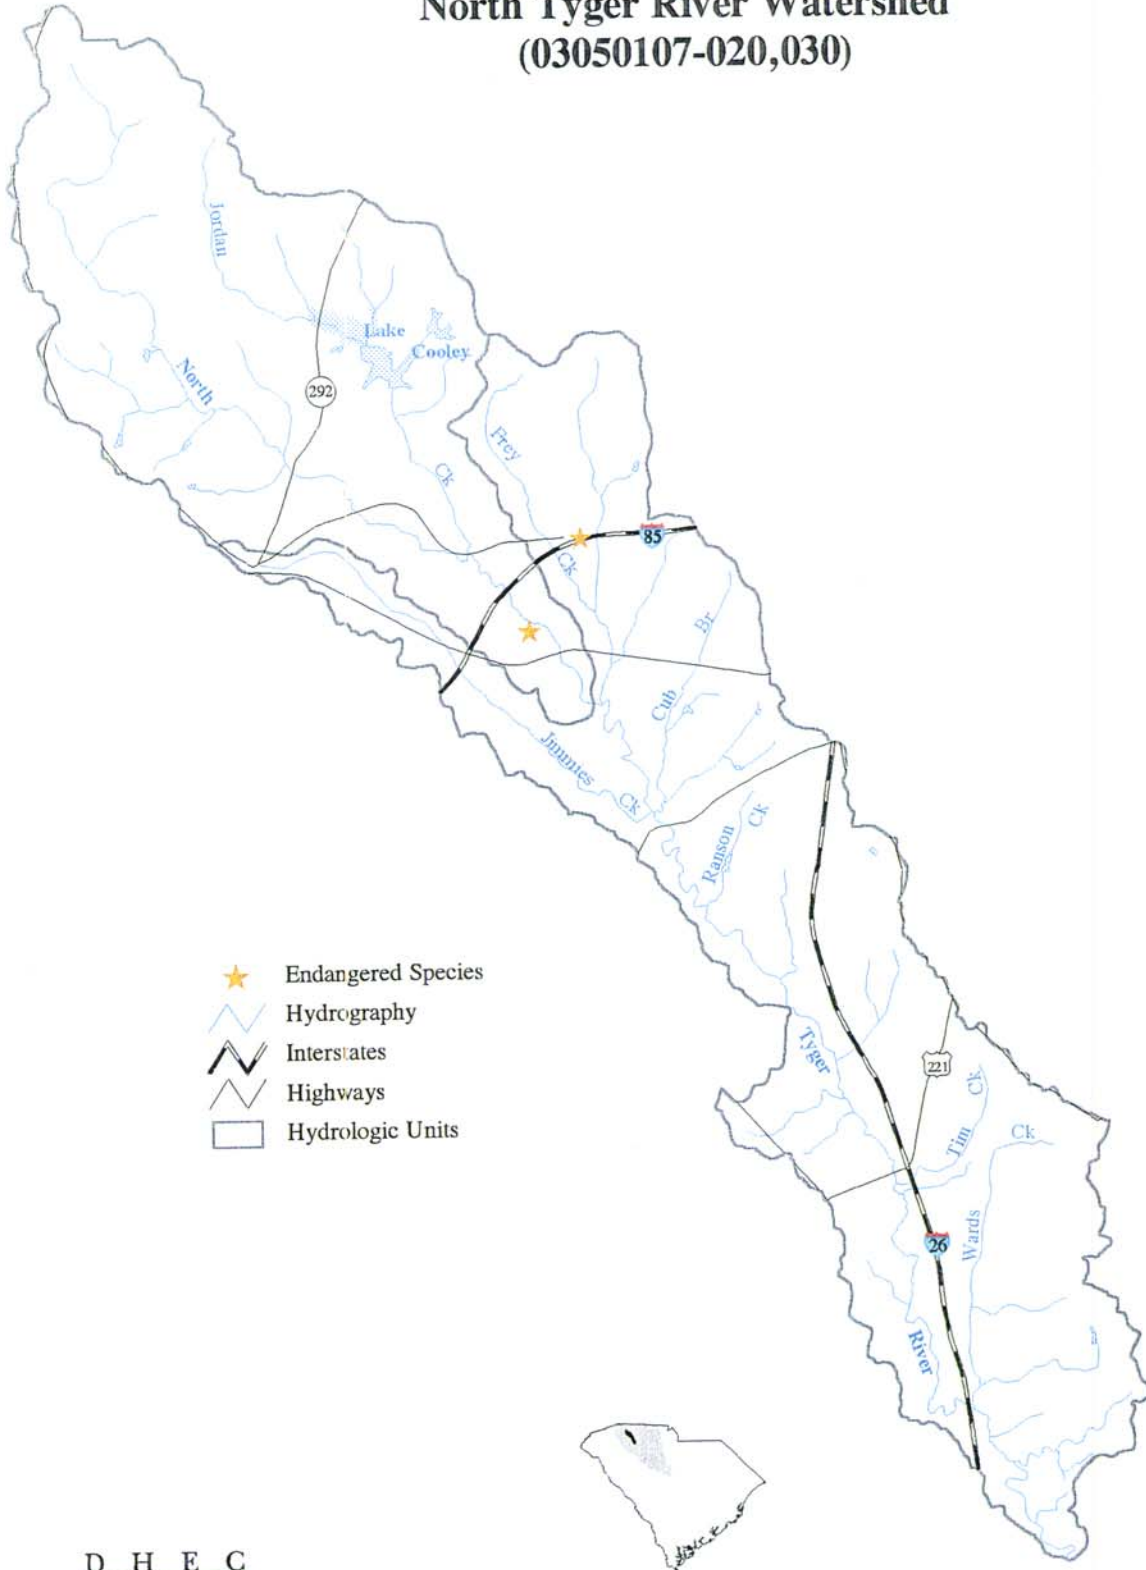 North Tyger River Watershed
(03050107-020,030)
Jordan
Lake
Cooley
North
292
Frey
Ck
85
Ck
Br
Cub
Jimmies
Ck
Ranson
Ck
Endangered Species
Hydrography
Interstates
Highways
Hydrologic Units
Tyger
221
Tim
Ck
Ck
Wards
26
River
D H E C